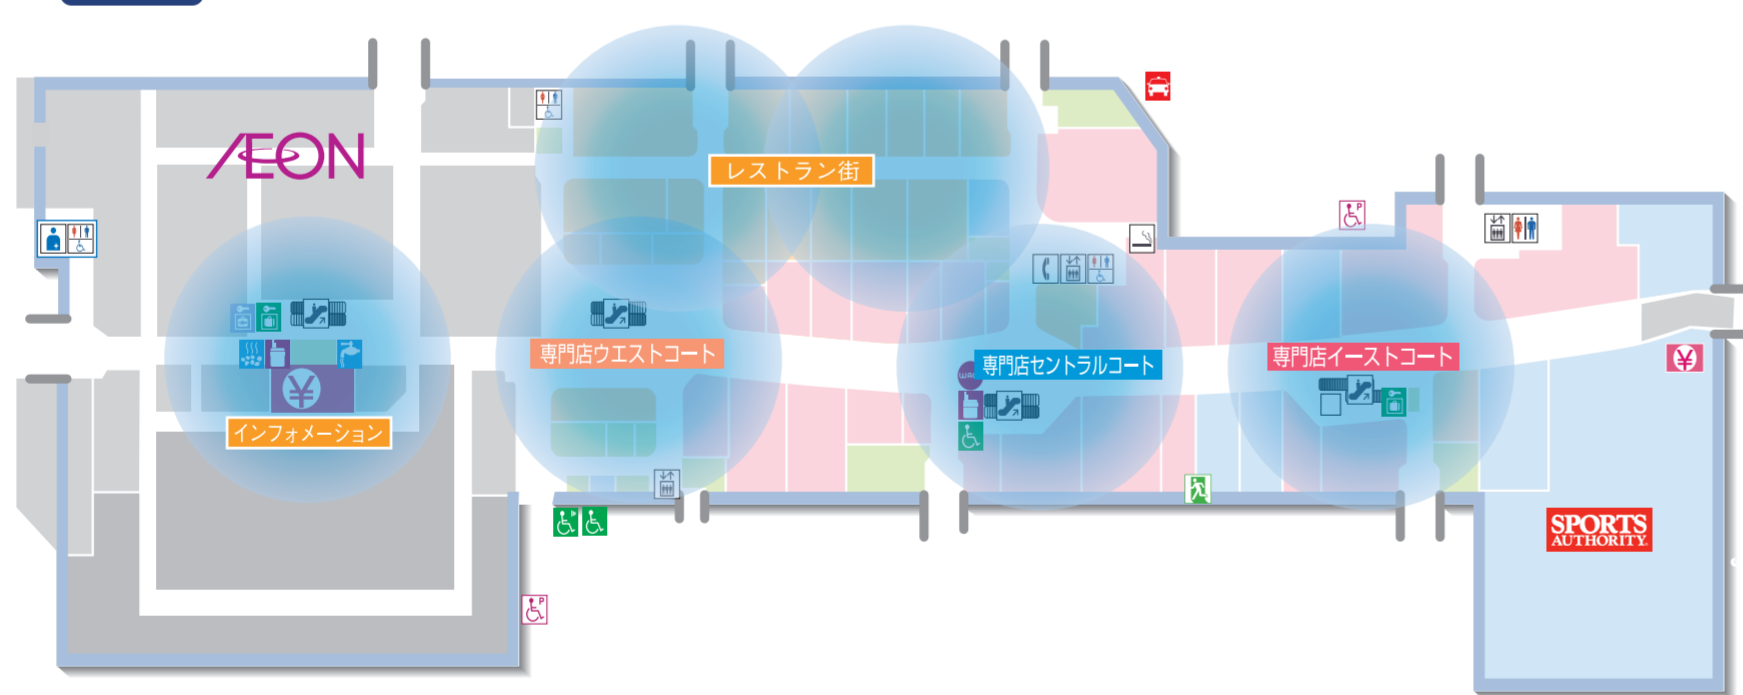 ÆON
レストラン街
専門店ウエストコート
専門店セントラルコート
専門店イーストコート
インフォメーション
SPORTS
AUTHORITY